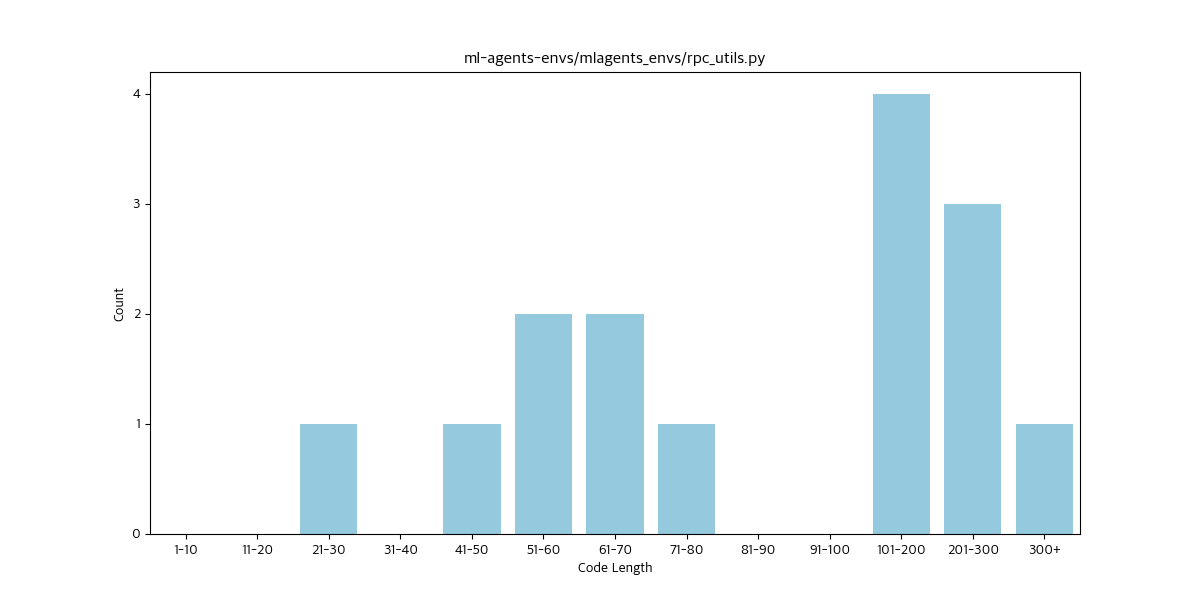 ml-agents-envs/mlagents_envs/rpc_utils.py
4
3
2
1
0
Count
1-10 11-20 21-30 31-40 41-50 51-60 61-70 71-80 81-90 91-100 101-200 201-300 300+
Code Length